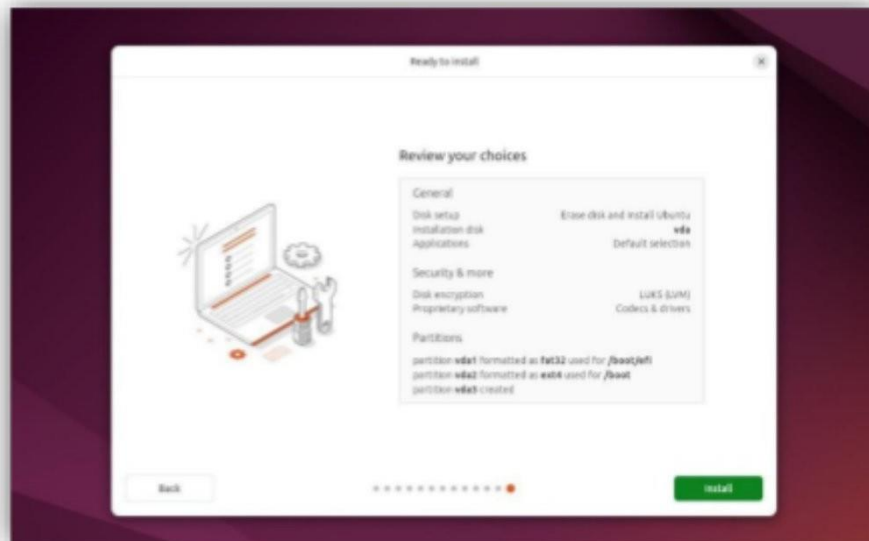 Ready to install
Review your choices
General
Disk setup Erase disk and install Ubuntu
Installation disk vda
Applications Default selection
Security & more
Disk encryption LUKS (LVM)
Proprietary software Codecs & drivers
Partitions
partition vda1 formatted as fat32 used for /boot/efi
partition vda2 formatted as ext4 used for /boot
partition vda3 created
Back
Install